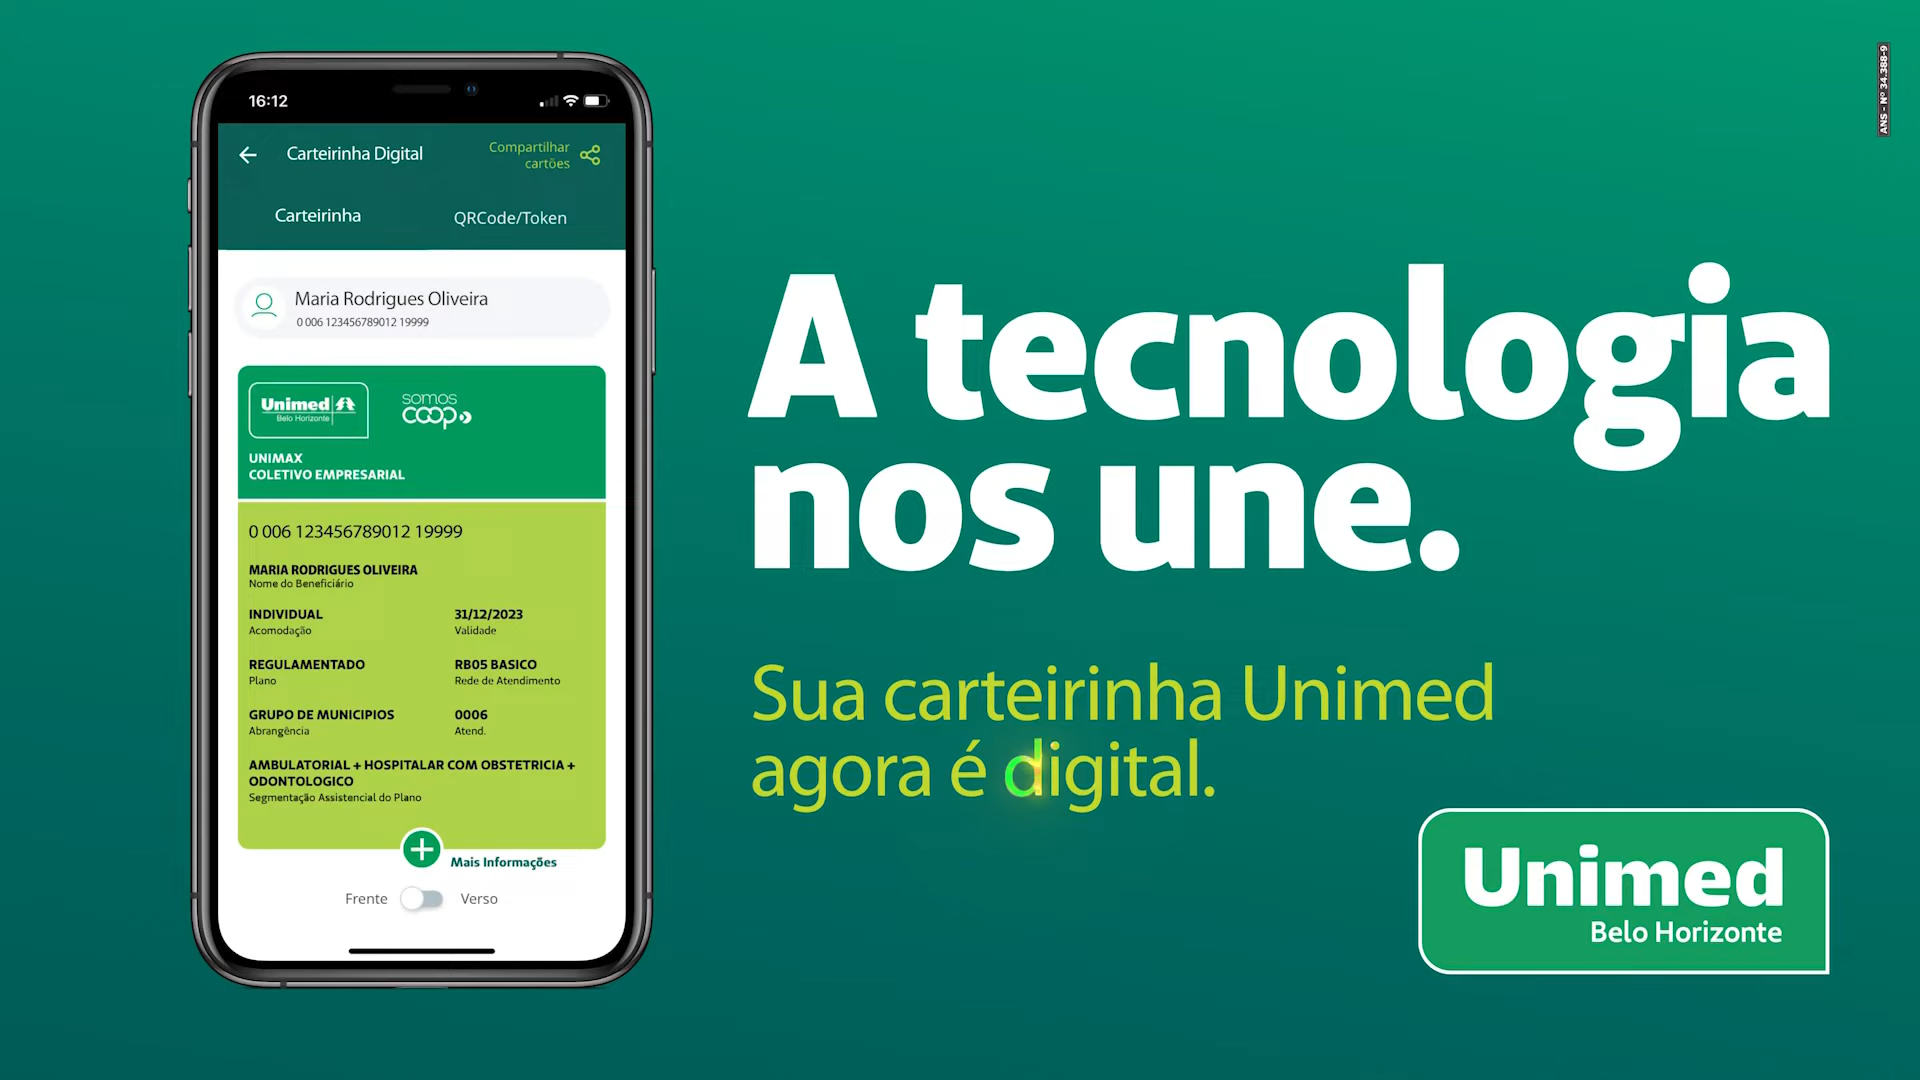 16:12
Carteirinha Digital
Compartilhar
cartões
Carteirinha
QRCode/Token
Maria Rodrigues Oliveira
0 006 123456789012 19999
Unimed
Belo Horizonte
somos
coop
UNIMAX
COLETIVO EMPRESARIAL
0 006 123456789012 19999
MARIA RODRIGUES OLIVEIRA
Nome do Beneficiário
INDIVIDUAL
Acomodação
31/12/2023
Validade
REGULAMENTADO
Plano
RB05 BASICO
Rede de Atendimento
GRUPO DE MUNICIPIOS
Abrangência
0006
Atend.
AMBULATORIAL + HOSPITALAR COM OBSTETRICIA +
ODONTOLOGICO
Segmentação Assistencial do Plano
Mais Informações
Frente
Verso
A tecnologia
nos une.
Sua carteirinha Unimed
agora é digital.
Unimed
Belo Horizonte
ANS - Nº 34.388-9